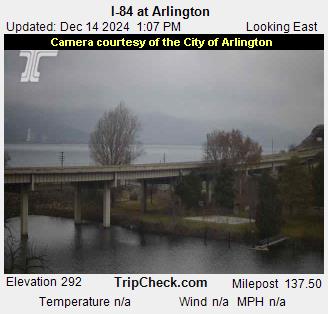 I-84 at Arlington
Updated: Dec 14 2024 1:07 PM Looking East
Camera courtesy of the City of Arlington
Elevation 292 TripCheck.com Milepost 137.50
Temperature n/a Wind n/a MPH n/a